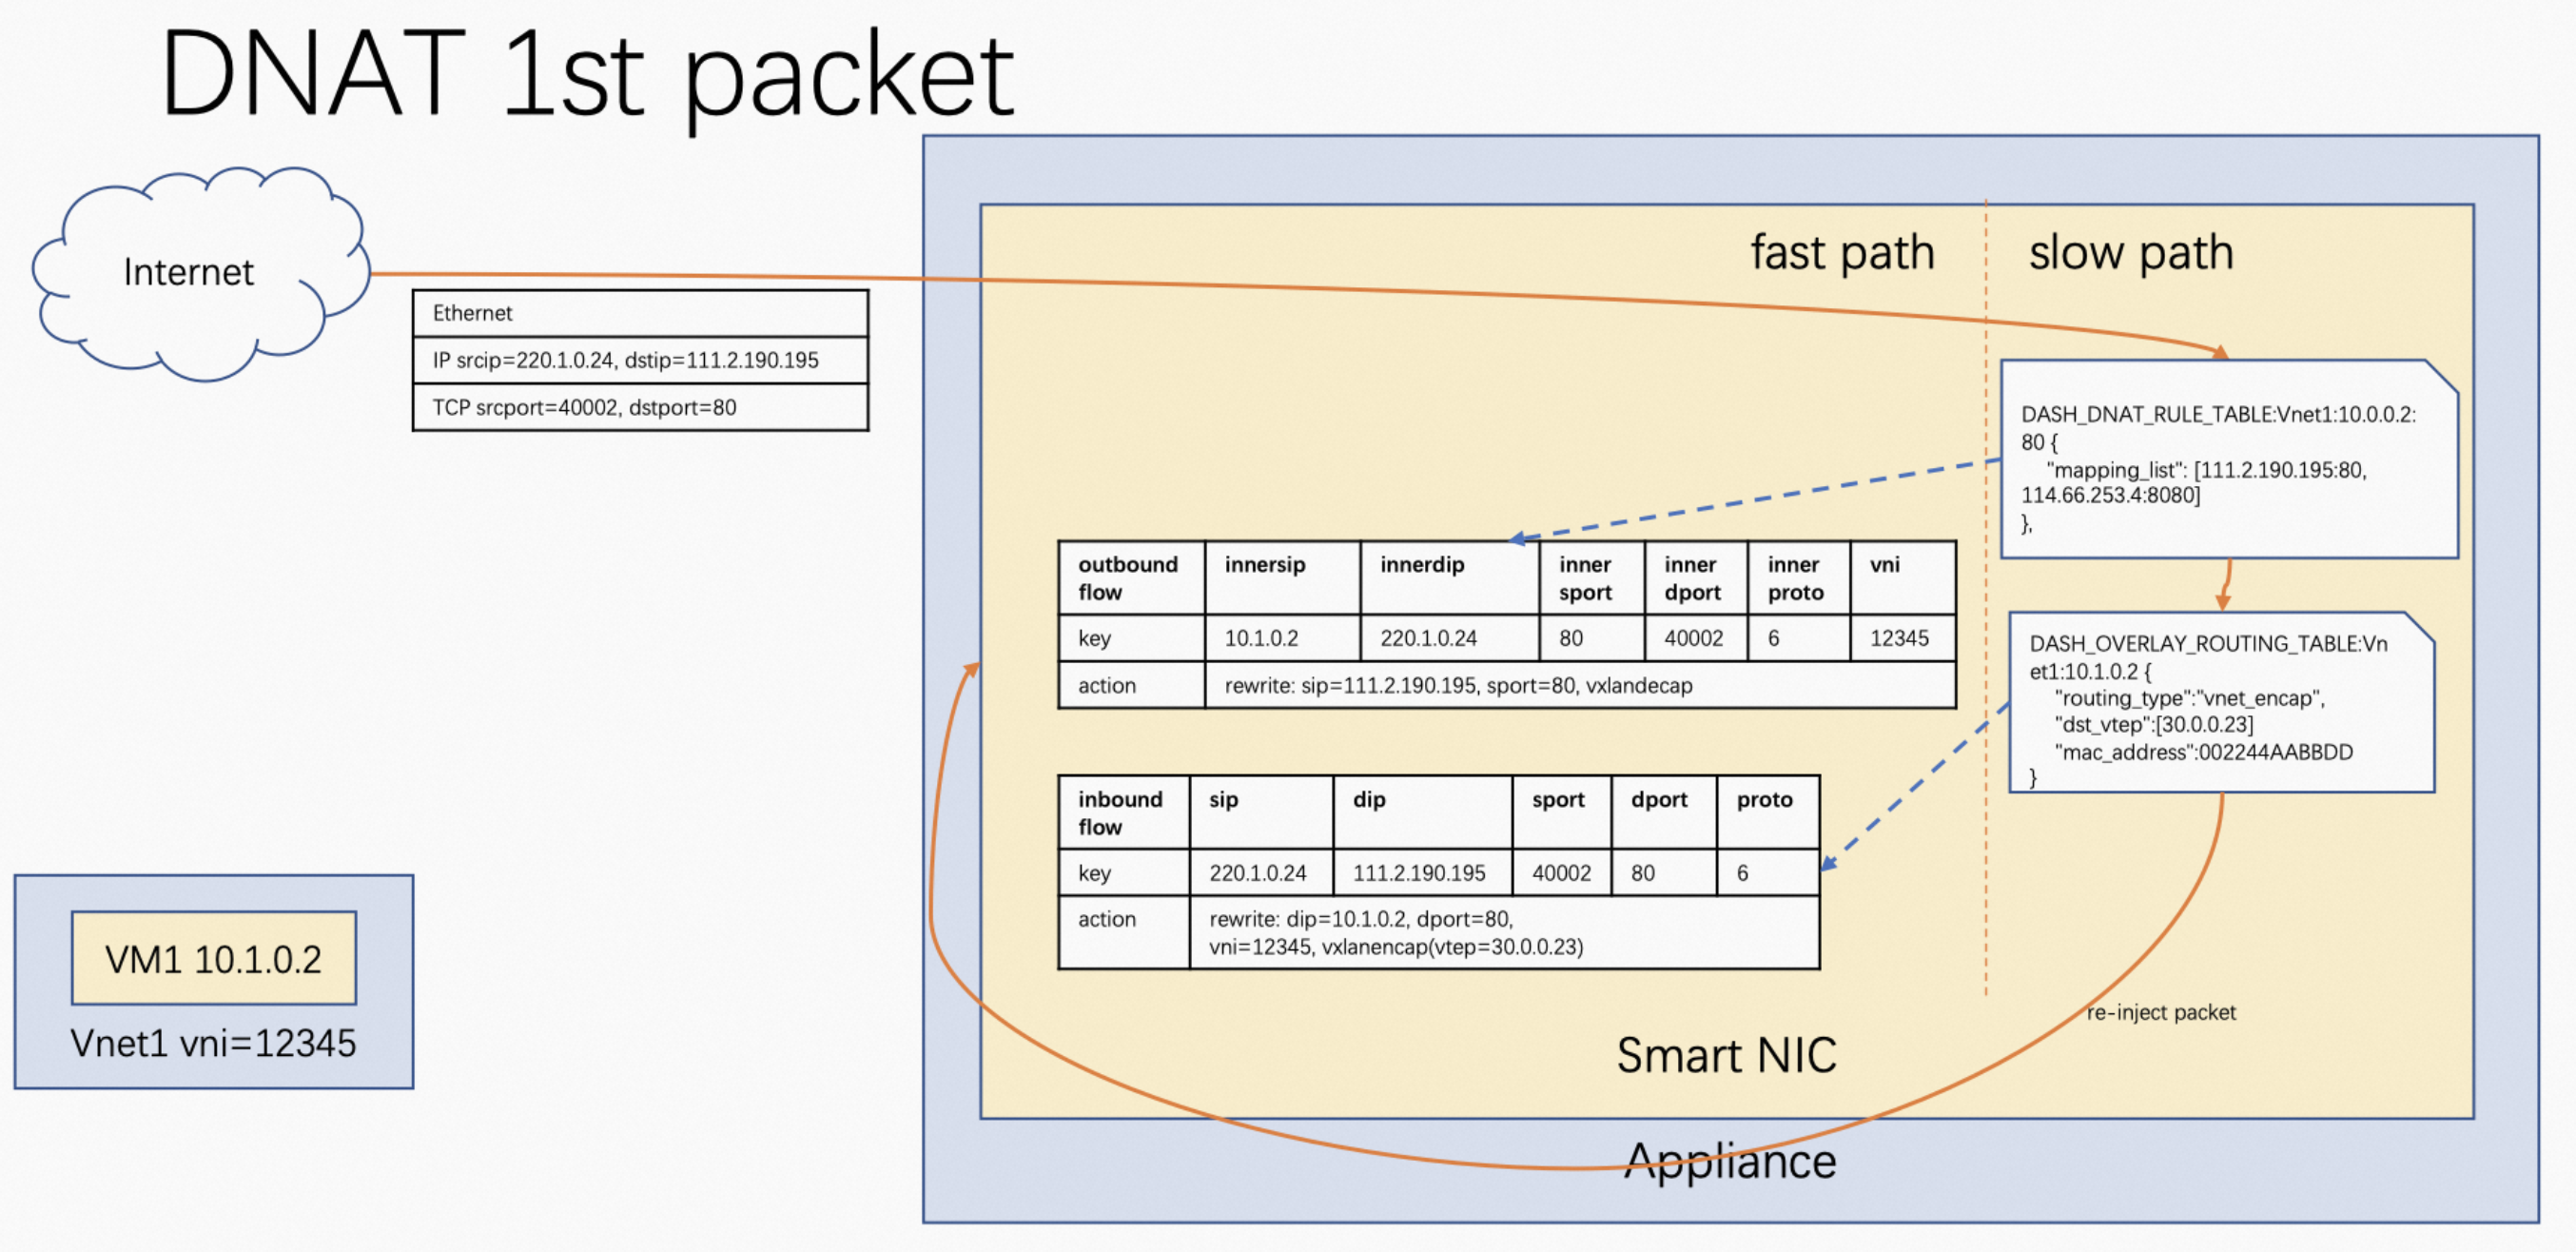 DNAT 1st packet
Internet
Ethernet
IP srcip=220.1.0.24, dstip=111.2.190.195
TCP srcport=40002, dstport=80
fast path
slow path
DASH_DNAT_RULE_TABLE:Vnet1:10.0.0.2:
80 {
"mapping_list": [111.2.190.195:80,
114.66.253.4:8080]
},
outbound flow innersip innerdip inner sport inner dport inner proto vni
key 10.1.0.2 220.1.0.24 80 40002 6 12345
action rewrite: sip=111.2.190.195, sport=80, vxlandecap
DASH_OVERLAY_ROUTING_TABLE:Vn
et1:10.1.0.2 {
"routing_type":"vnet_encap",
"dst_vtep":[30.0.0.23]
"mac_address":002244AABBDD
}
inbound flow sip dip sport dport proto
key 220.1.0.24 111.2.190.195 40002 80 6
action rewrite: dip=10.1.0.2, dport=80,
vni=12345, vxlanencap(vtep=30.0.0.23)
re-inject packet
Smart NIC
Appliance
VM1 10.1.0.2
Vnet1 vni=12345